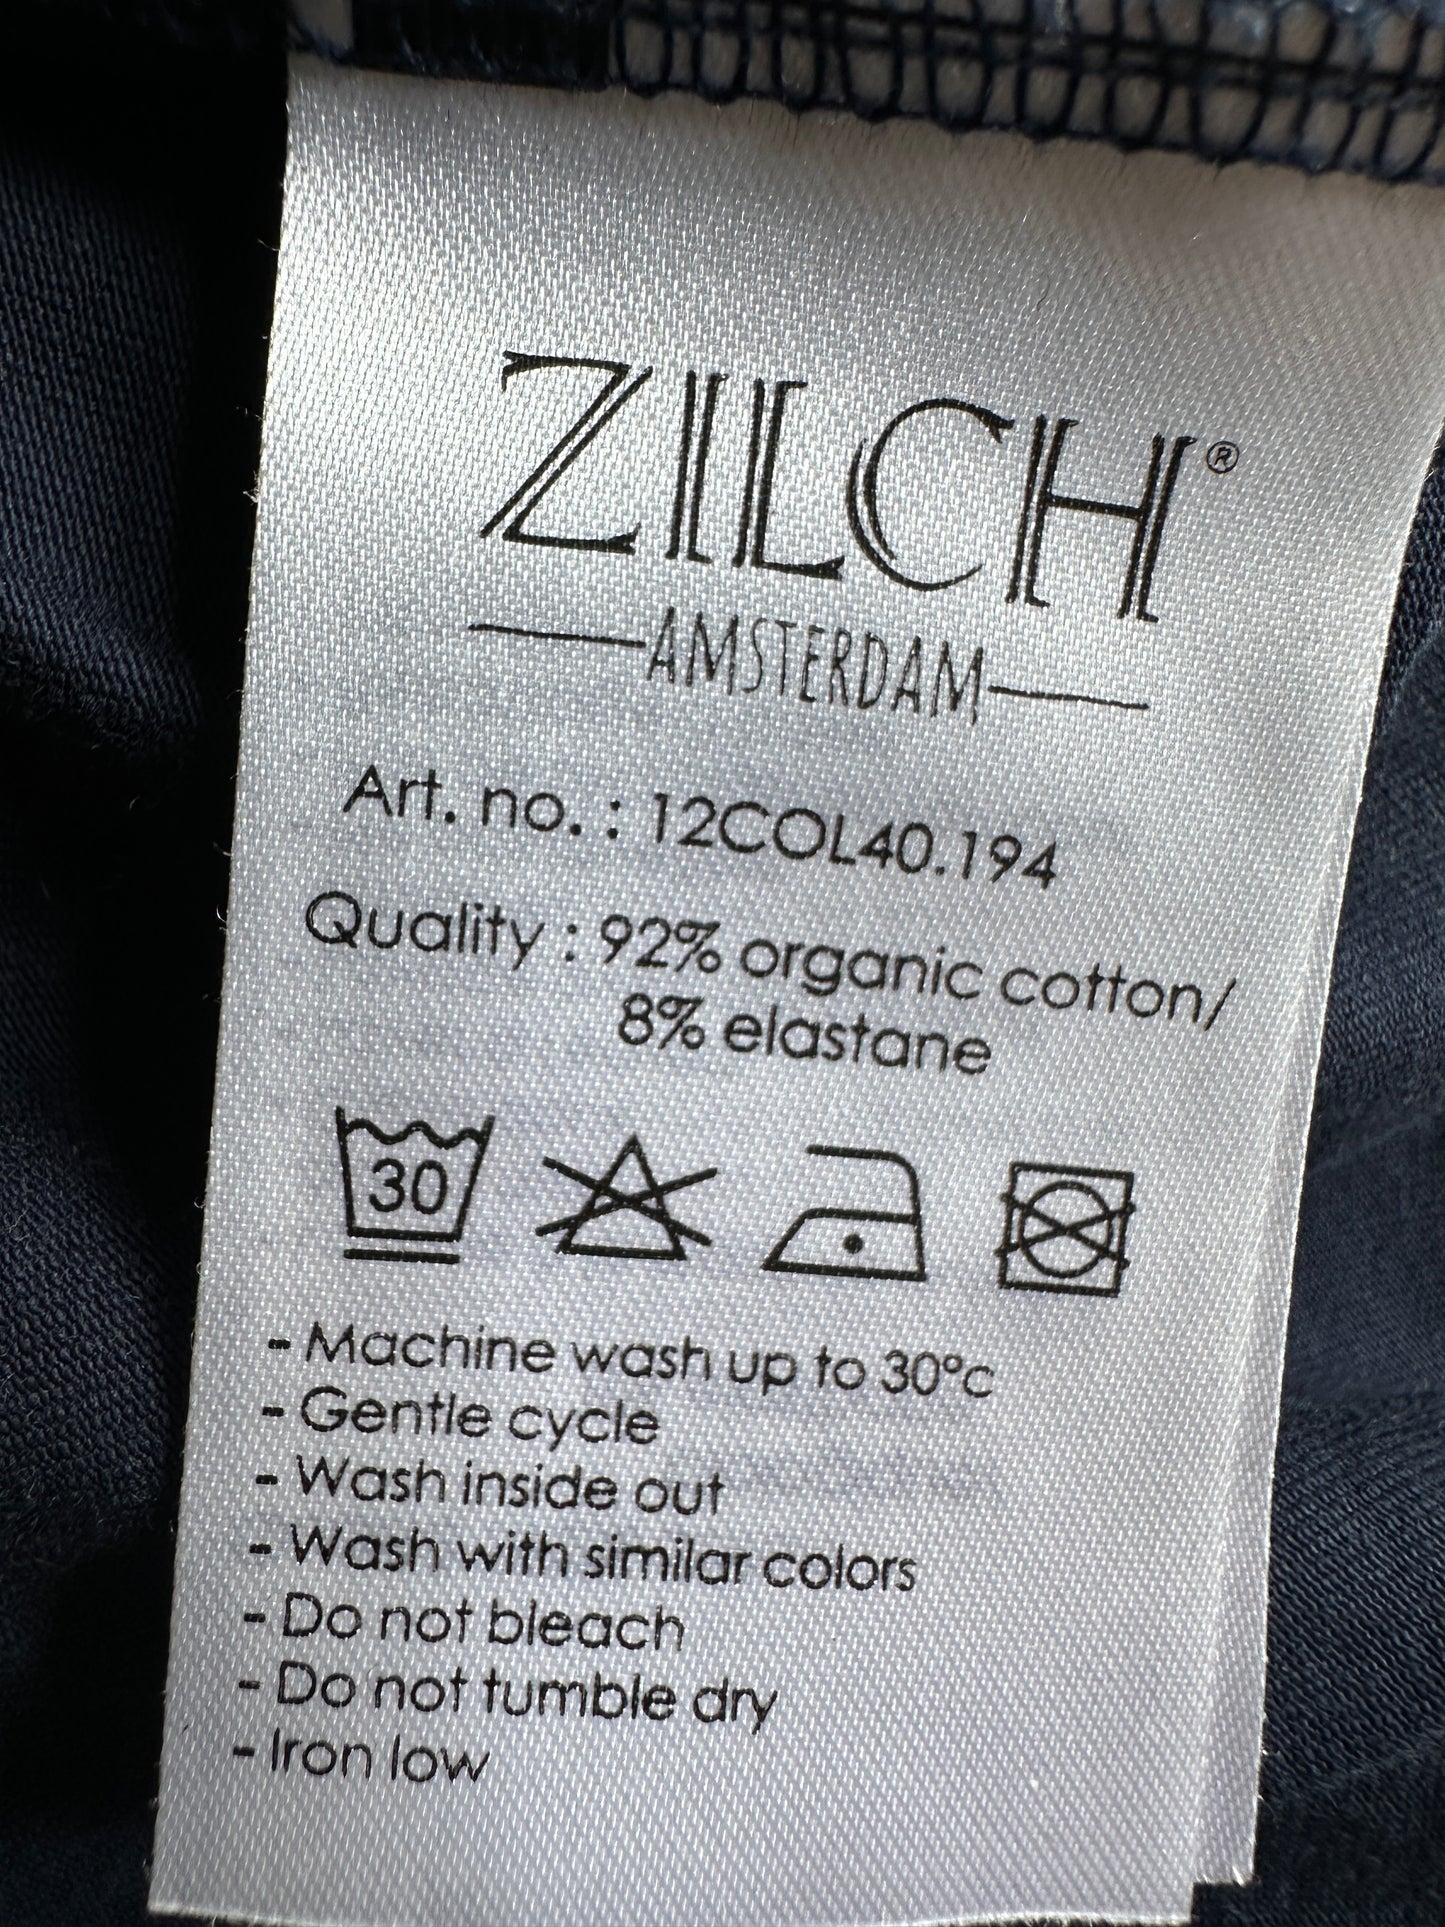 ZILCH®
AMSTERDAM
Art. no. : 12COL40.194
Quality : 92% organic cotton/
8% elastane
30
- Machine wash up to 30°c
- Gentle cycle
- Wash inside out
- Wash with similar colors
- Do not bleach
- Do not tumble dry
- Iron low